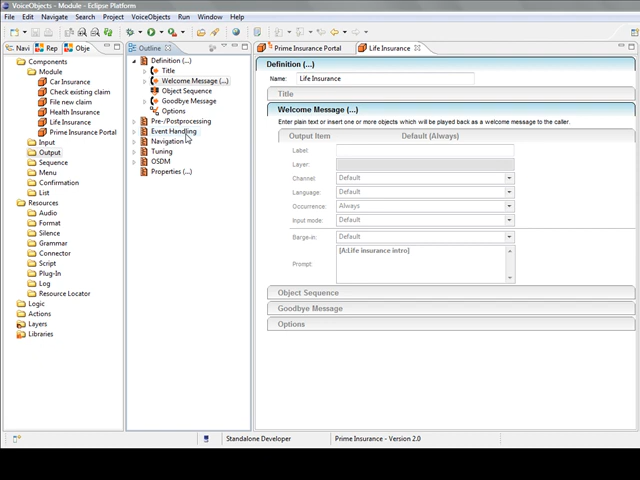 VoiceObjects - Module - Eclipse Platform
File Edit Navigate Search Project VoiceObjects Run Window Help
Navi Rep Obje
Components
Module
Car Insurance
Check existing claim
File new claim
Health Insurance
Life Insurance
Prime Insurance Portal
Input
Output
Sequence
Menu
Confirmation
List
Resources
Audio
Format
Silence
Grammar
Connector
Script
Plug-In
Log
Resource Locator
Logic
Actions
Layers
Libraries
Outline
Definition (...)
Title
Welcome Message (...)
Object Sequence
Goodbye Message
Options
Pre-/Postprocessing
Event Handling
Navigation
Tuning
OSDM
Properties (...)
Prime Insurance Portal Life Insurance
Definition (...)
Name: Life Insurance
Title
Welcome Message (...)
Enter plain text or insert one or more objects which will be played back as a welcome message to the caller.
Output Item Default (Always)
Label:
Layer:
Channel: Default
Language: Default
Occurrence: Always
Input mode: Default
Barge-in: Default
Prompt: [A:Life insurance intro]
Object Sequence
Goodbye Message
Options
Standalone Developer Prime Insurance - Version 2.0